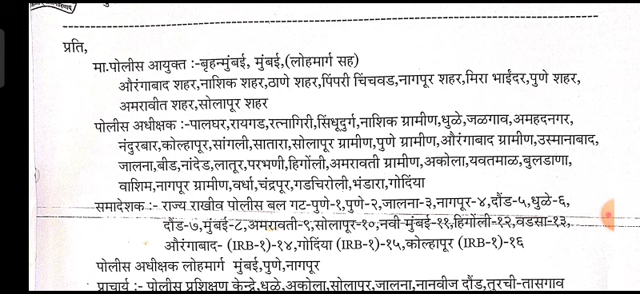 प्रति,
मा.पोलीस आयुक्त :-बृहन्मुंबई, मुंबई,(लोहमार्ग सह)
औरंगाबाद शहर,नाशिक शहर,ठाणे शहर,पिंपरी चिंचवड,नागपूर शहर,मिरा भाईंदर,पुणे शहर,
अमरावीत शहर,सोलापूर शहर
पोलीस अधीक्षक :-पालघर,रायगड,रत्नागिरी,सिंधूदुर्ग,नाशिक ग्रामीण,धुळे,जळगाव,अमहदनगर,
नंदुरबार,कोल्हापूर,सांगली,सातारा,सोलापूर ग्रामीण,पुणे ग्रामीण,औरंगाबाद ग्रामीण,उस्मानाबाद,
जालना,बीड,नांदेड,लातूर,परभणी,हिगोंली,अमरावती ग्रामीण,अकोला,यवतमाळ,बुलडाणा,
वाशिम,नागपूर ग्रामीण,वर्धा,चंद्रपूर,गडचिरोली,भंडारा,गोदिंया
समादेशक :- राज्य राखीव पोलीस बल गट-पुणे-१,पुणे-२,जालना-३,नागपूर-४,दौंड-५,धुळे-६,
दौंड-७,मुंबई-८,अमरावती-९,सोलापूर-१०,नवी मुंबई-११,हिगोंली-१२,वडसा-१३,
औरंगाबाद- (IRB-१)-१४,गोदिंया (IRB-१)-१५,कोल्हापूर (IRB-१)-१६
पोलीस अधीक्षक लोहमार्ग मुंबई,पुणे,नागपूर
प्राचार्य :- पोलीस प्रशिक्षण केन्द्रे,धुळे,अकोला,सोलापूर,जालना,नानवीज दौंड,तुरची-तासगाव